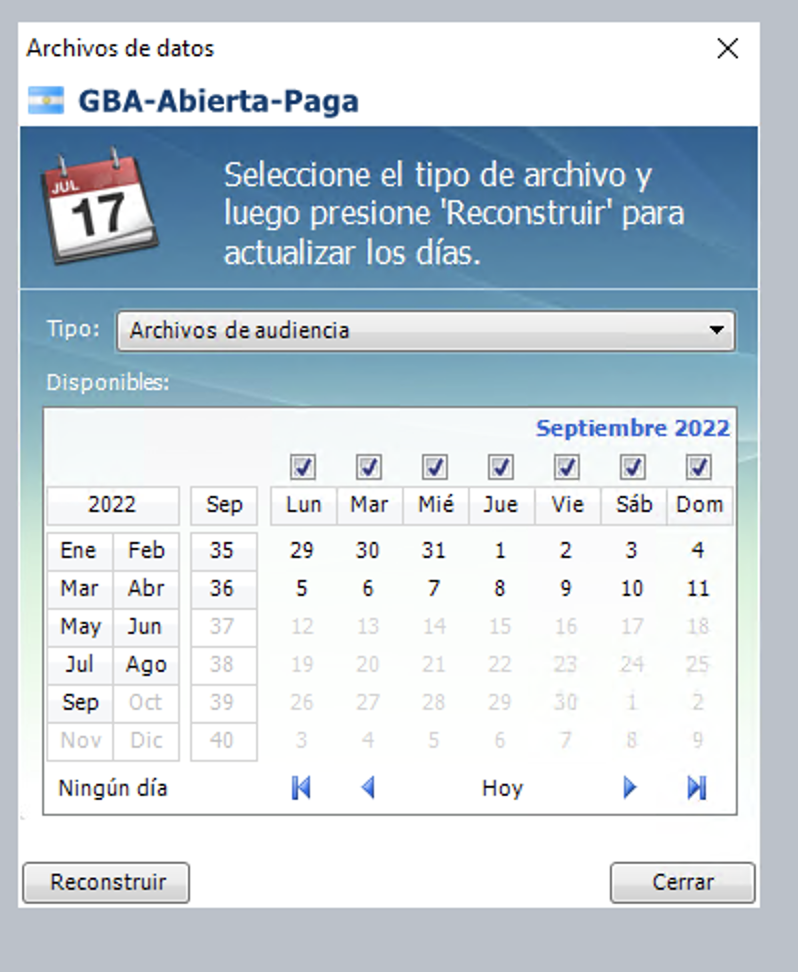 Archivos de datos
GBA-Abierta-Paga
JUL
17
Seleccione el tipo de archivo y
luego presione 'Reconstruir' para
actualizar los días.
Tipo: Archivos de audiencia
Disponibles:
Septiembre 2022
2022 Sep Lun Mar Mié Jue Vie Sáb Dom
Ene Feb 35 29 30 31 1 2 3 4
Mar Abr 36 5 6 7 8 9 10 11
May Jun 37 12 13 14 15 16 17 18
Jul Ago 38 19 20 21 22 23 24 25
Sep Oct 39 26 27 28 29 30 1 2
Nov Dic 40 3 4 5 6 7 8 9
Ningún día Hoy
Reconstruir Cerrar